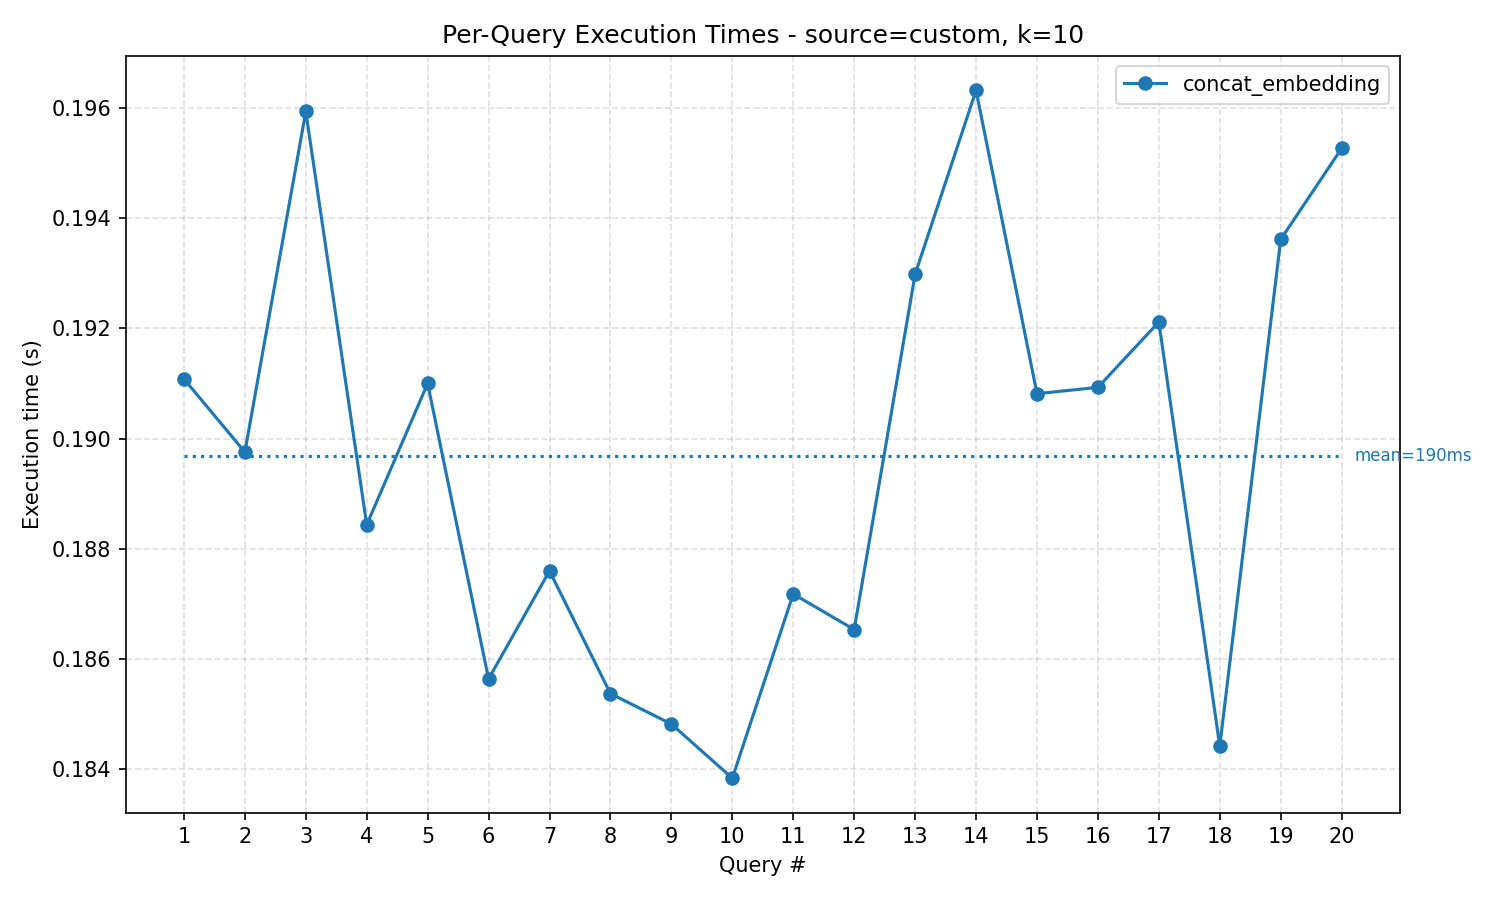 Per-Query Execution Times - source=custom, k=10
concat_embedding
0.196
0.194
0.192
0.190
0.188
0.186
0.184
Execution time (s)
mean=190ms
1 2 3 4 5 6 7 8 9 10 11 12 13 14 15 16 17 18 19 20
Query #